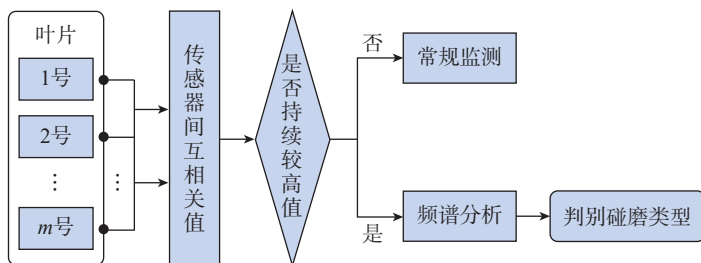 叶片
1号
2号
⋮
⋮
m号
传感器间互相关值
是否持续较高值
否
常规监测
是
频谱分析
判别碰磨类型